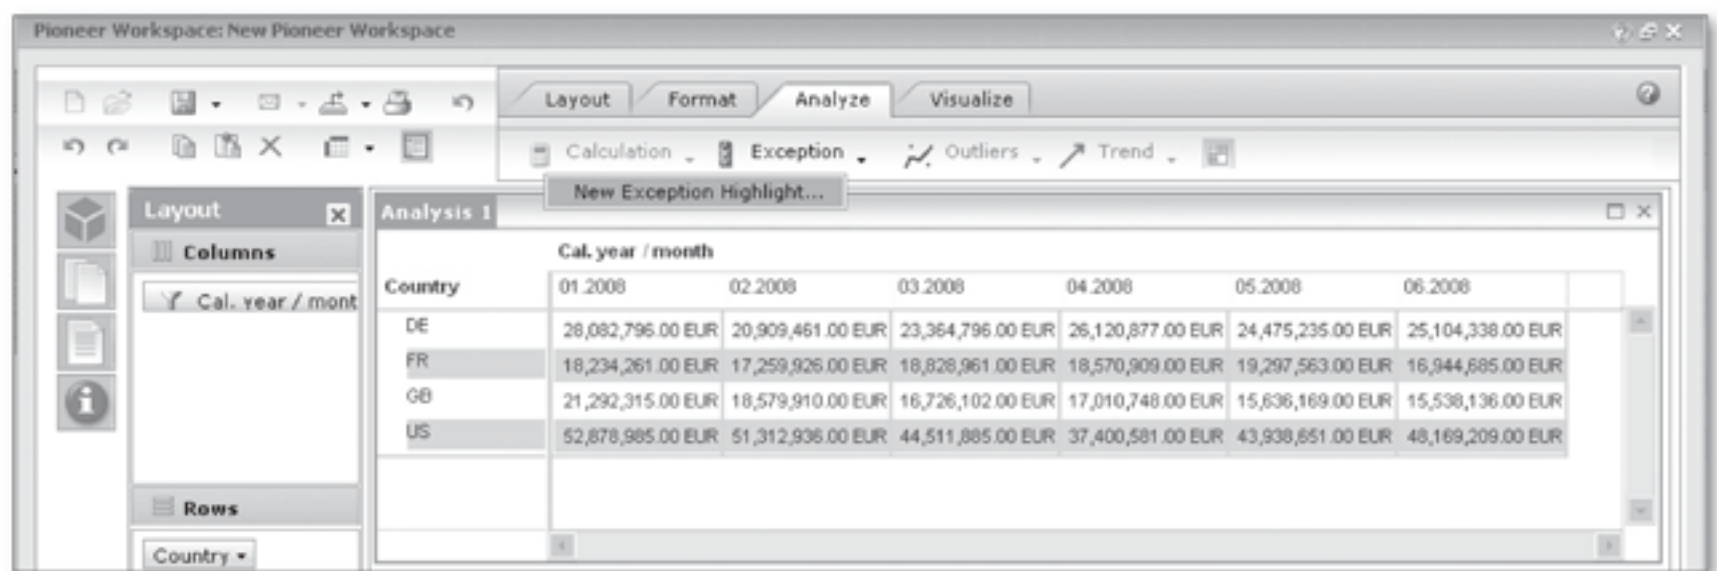 Pioneer Workspace: New Pioneer Workspace
Layout Format Analyze Visualize
Calculation Exception Outliers Trend
New Exception Highlight...
Layout
Analysis 1
Columns
Cal. year / month
Cal. year / mont
Country 01.2008 02.2008 03.2008 04.2008 05.2008 06.2008
DE 28,082,796.00 EUR 20,909,461.00 EUR 23,364,796.00 EUR 26,120,877.00 EUR 24,475,235.00 EUR 25,104,338.00 EUR
FR 18,234,261.00 EUR 17,259,926.00 EUR 18,828,961.00 EUR 18,570,909.00 EUR 19,297,563.00 EUR 16,944,685.00 EUR
GB 21,292,315.00 EUR 18,579,910.00 EUR 16,726,102.00 EUR 17,010,748.00 EUR 15,636,169.00 EUR 15,538,136.00 EUR
US 52,878,985.00 EUR 51,312,936.00 EUR 44,511,885.00 EUR 37,400,581.00 EUR 43,938,651.00 EUR 48,169,209.00 EUR
Rows
Country